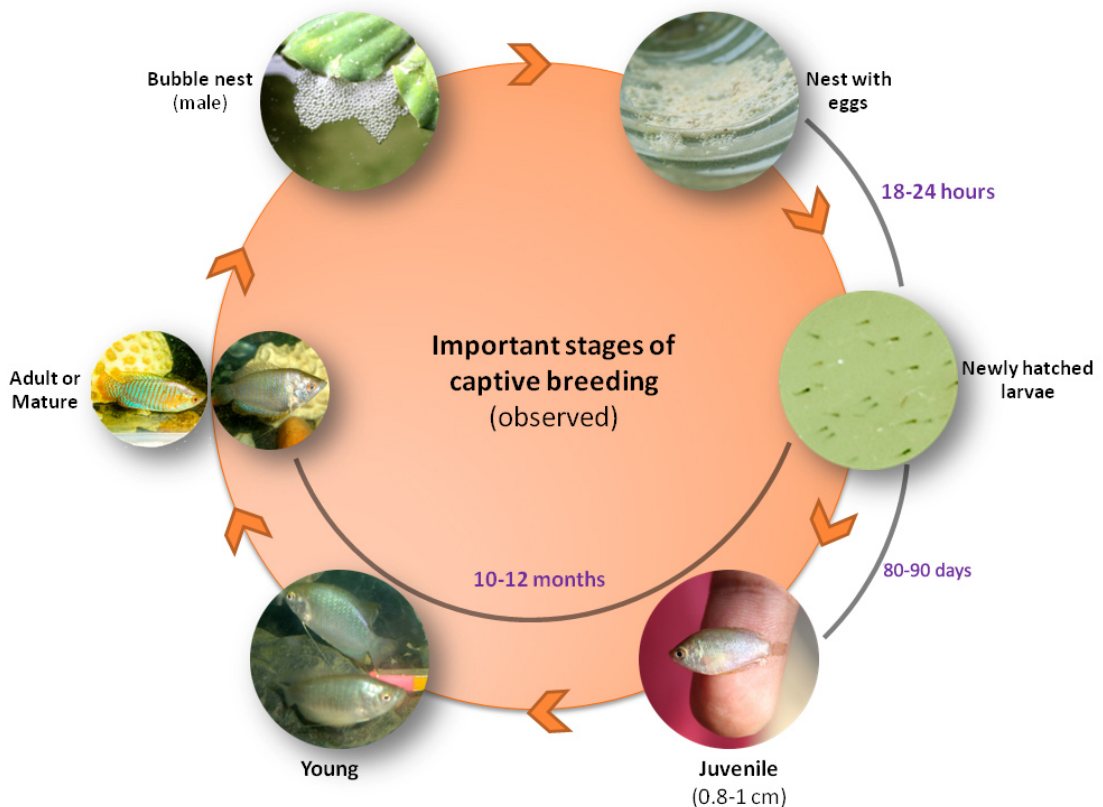 Bubble nest
(male)
Nest with
eggs
18-24 hours
Important stages of
captive breeding
(observed)
Adult or
Mature
Newly hatched
larvae
10-12 months
80-90 days
Young
Juvenile
(0.8-1 cm)